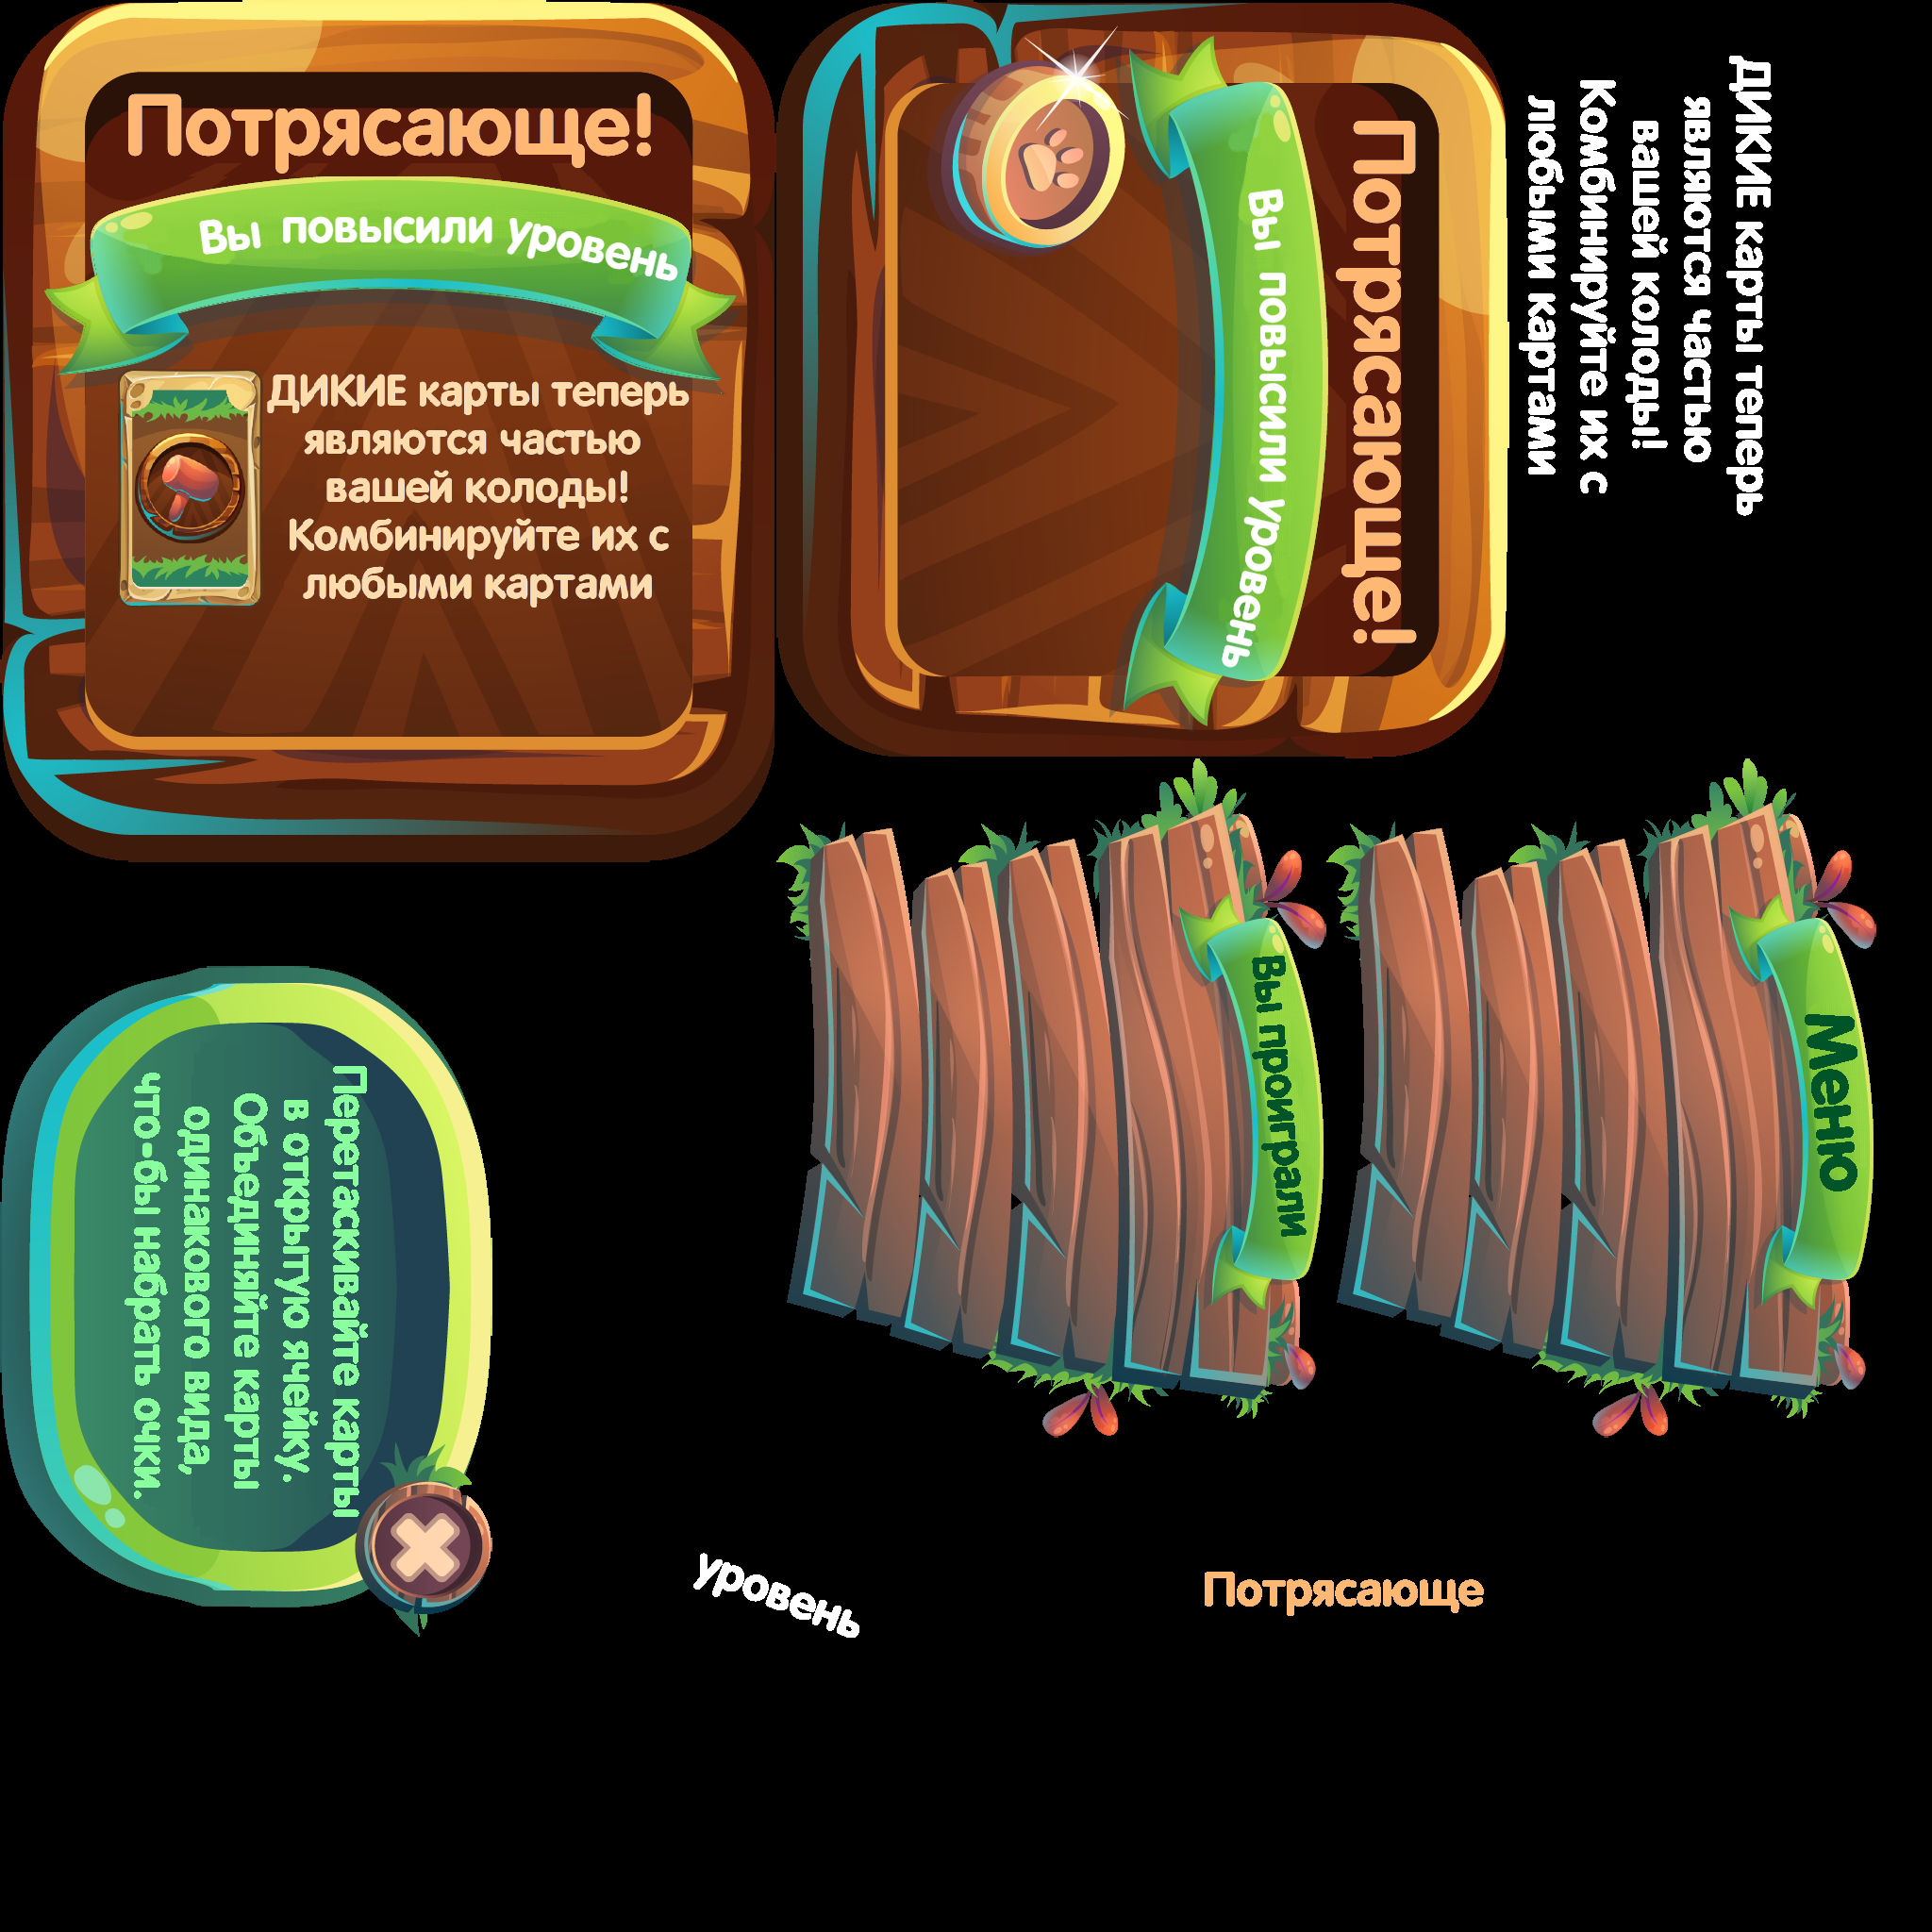 Потрясающе!
Вы повысили уровень
ДИКИЕ карты теперь
являются частью
вашей колоды!
Комбинируйте их с
любыми картами
Потрясающе!
Вы повысили уровень
ДИКИЕ карты теперь
являются частью
вашей колоды!
Комбинируйте их с
любыми картами
Перетаскивайте карты
в открытую ячейку.
Объединяйте карты
одинакового вида,
что-бы набрать очки.
Вы проиграли
Меню
уровень
Потрясающе